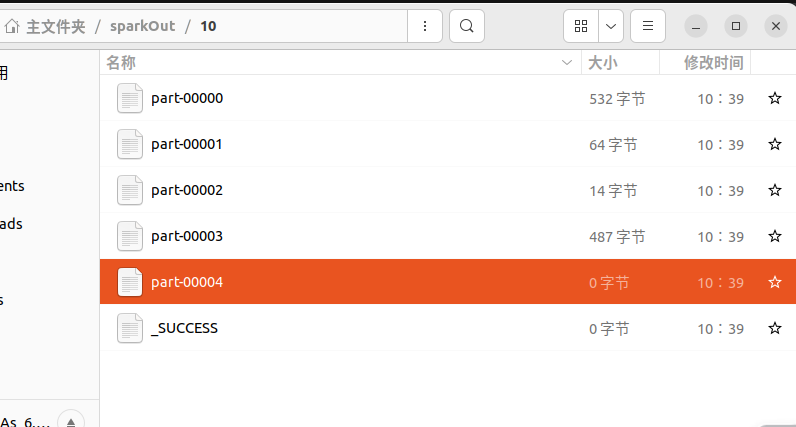 主文件夹 / sparkOut / 10
名称 大小 修改时间
用
part-00000 532 字节 10：39
part-00001 64 字节 10：39
ents part-00002 14 字节 10：39
ads part-00003 487 字节 10：39
part-00004 0 字节 10：39
s _SUCCESS 0 字节 10：39
As_6....